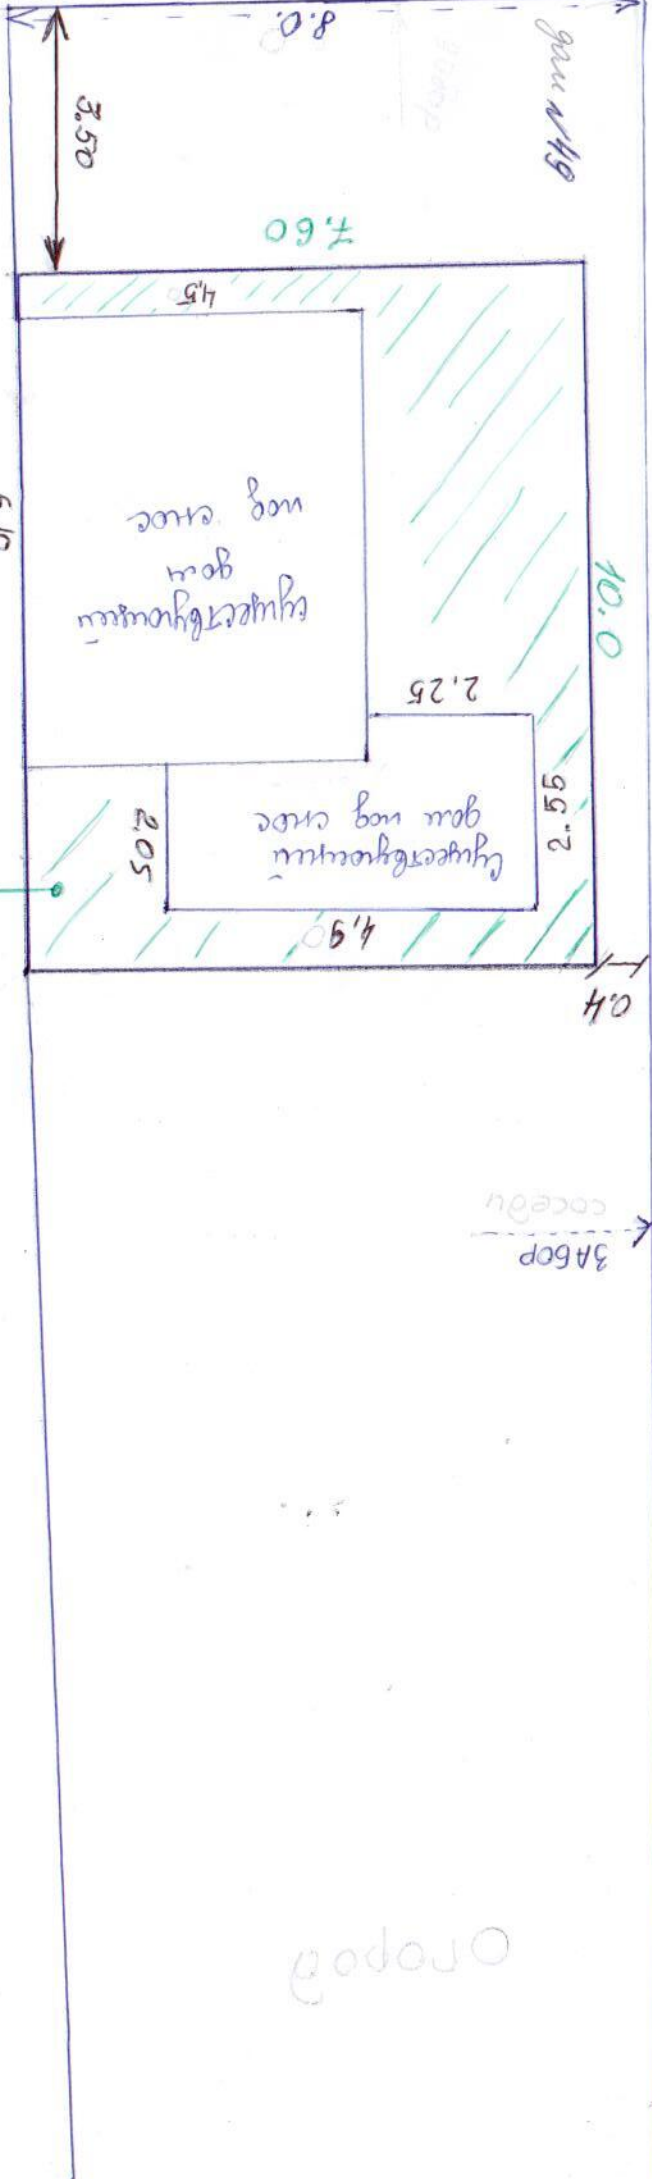 8.0.
дом №49
3.50
7,60
4,5
существующий
дом
под снос
10.0
2,25
существующий
дом под снос
2,05
2.55
4,90
0.4
соседи
ЗАБОР
Огород